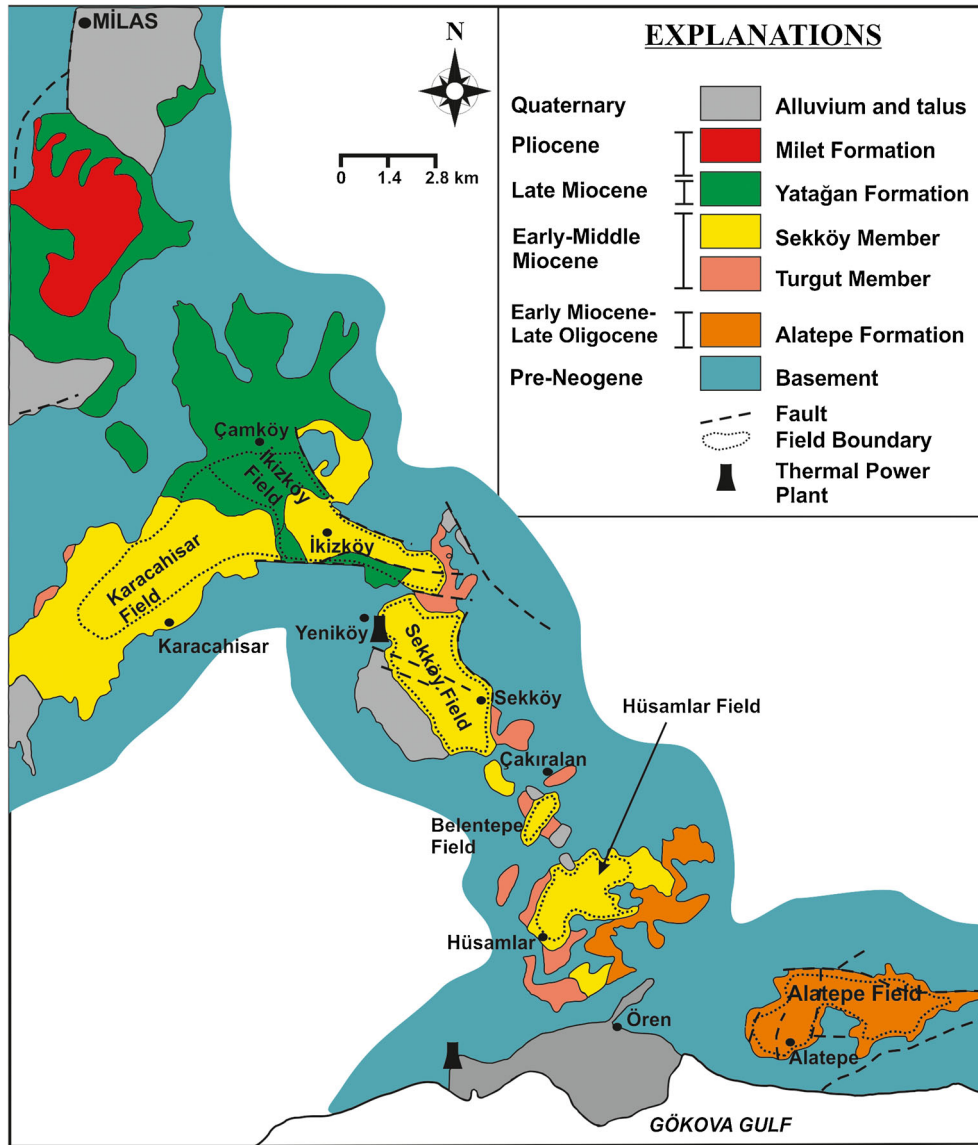 MİLAS
N
0 1.4 2.8 km
EXPLANATIONS
Quaternary
Alluvium and talus
Pliocene
Milet Formation
Late Miocene
Yatağan Formation
Early-Middle
Miocene
Sekköy Member
Turgut Member
Early Miocene-
Late Oligocene
Alatepe Formation
Pre-Neogene
Basement
Fault
Field Boundary
Thermal Power
Plant
Çamköy
İkizköy
Field
İkizköy
Karacahisar
Field
Karacahisar
Yeniköy
Sekköy Field
Sekköy
Hüsamlar Field
Çakıralan
Belentepe
Field
Hüsamlar
Alatepe Field
Ören
Alatepe
GÖKOVA GULF